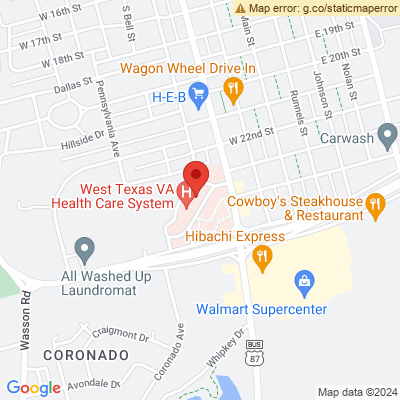 Map error: g.co/staticmaperror
W 16th St
S Bell St
Main St
E 19th St
W 17th St
W 18th St
E 20th St
Dallas St
Johnson St
Nolan St
Runnels St
Pennsylvania Ave
Wagon Wheel Drive In
H-E-B
W 22nd St
Hillside Dr
Carwash
West Texas VA
Health Care System
H
Cowboy's Steakhouse
& Restaurant
Hibachi Express
All Washed Up
Laundromat
Walmart Supercenter
Wasson Rd
Craigmont Dr
Coronado Ave
Whipkey Dr
BUS
87
CORONADO
Avondale Dr
Google
Map data ©2024